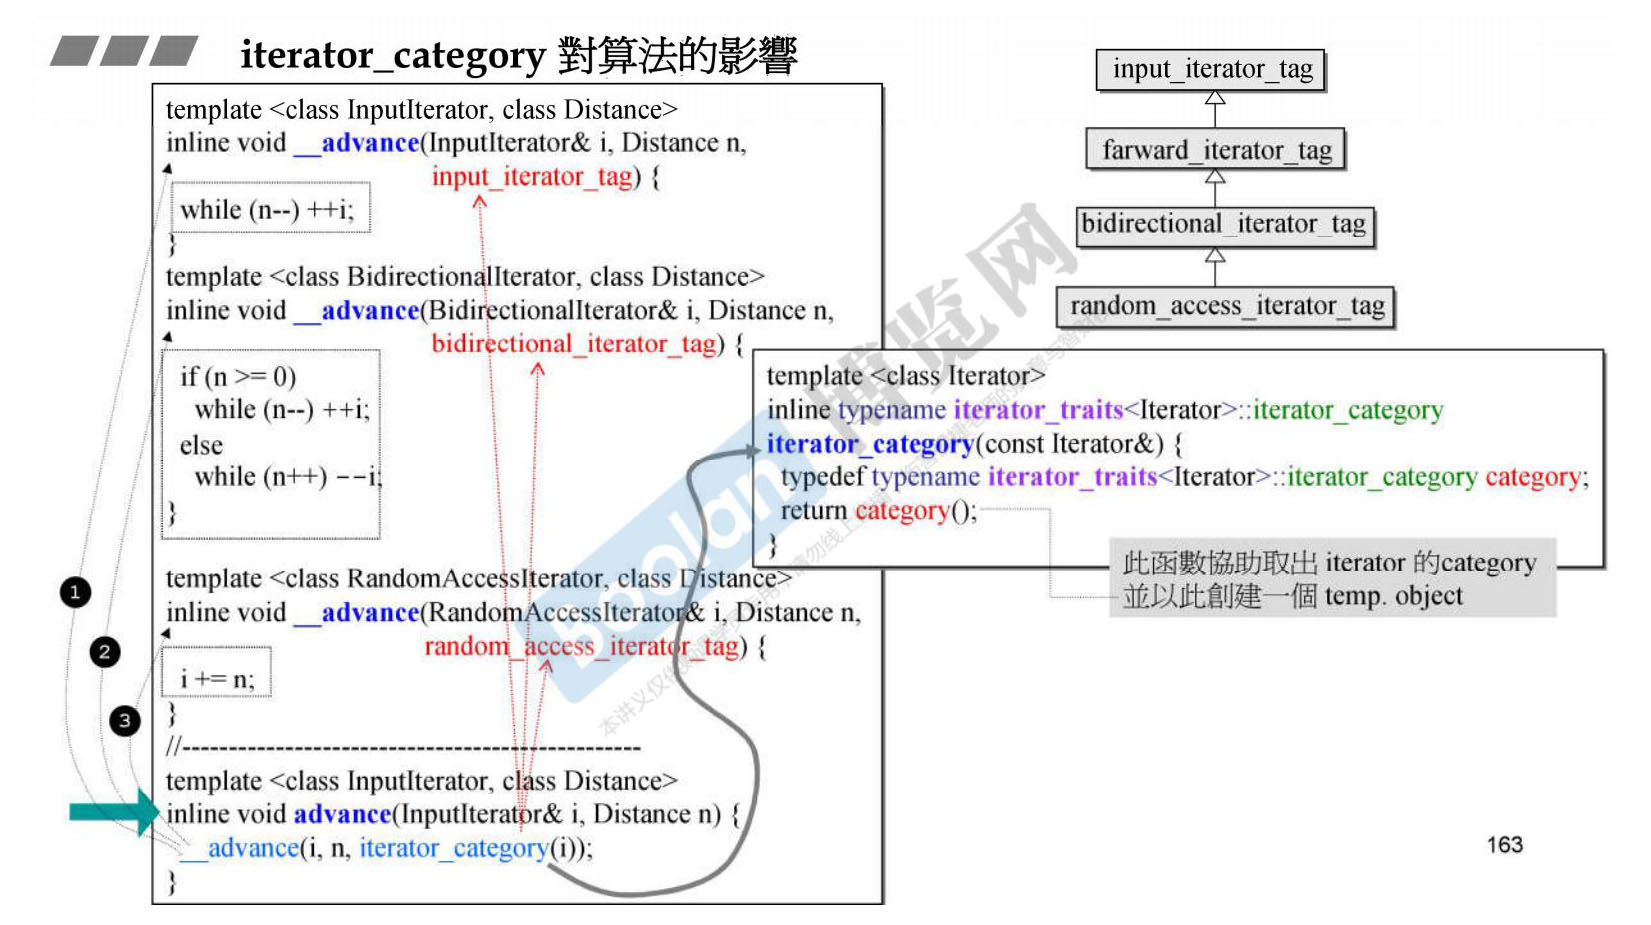 iterator_category 對算法的影響
template <class InputIterator, class Distance>
inline void __advance(InputIterator& i, Distance n,
input_iterator_tag) {
while (n--) ++i;
}
template <class BidirectionalIterator, class Distance>
inline void __advance(BidirectionalIterator& i, Distance n,
bidirectional_iterator_tag) {
if (n >= 0)
while (n--) ++i;
else
while (n++) --i;
}
template <class RandomAccessIterator, class Distance>
inline void __advance(RandomAccessIterator& i, Distance n,
random_access_iterator_tag) {
i += n;
}
//--------------------------------------------------
template <class InputIterator, class Distance>
inline void advance(InputIterator& i, Distance n) {
__advance(i, n, iterator_category(i));
}
1
2
3
input_iterator_tag
farward_iterator_tag
bidirectional_iterator_tag
random_access_iterator_tag
template <class Iterator>
inline typename iterator_traits<Iterator>::iterator_category
iterator_category(const Iterator&) {
typedef typename iterator_traits<Iterator>::iterator_category category;
return category();
}
此函數協助取出 iterator 的category
並以此創建一個 temp. object
163
boolan
博览网